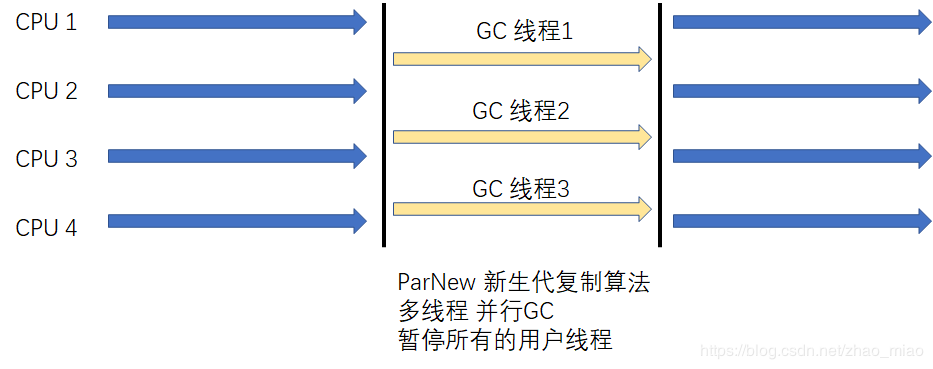 CPU 1
GC 线程1
CPU 2
GC 线程2
CPU 3
GC 线程3
CPU 4
ParNew 新生代复制算法
多线程 并行GC
暂停所有的用户线程
https://blog.csdn.net/zhao_miao